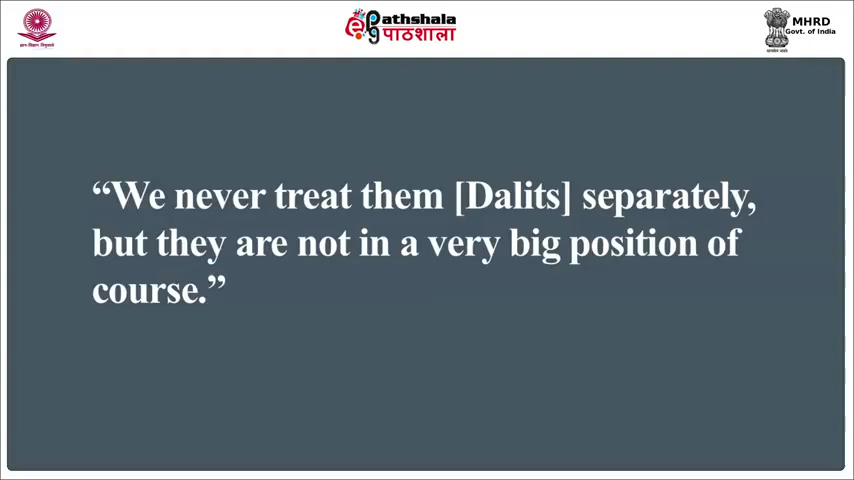 ePathshala
पाठशाला
MHRD
Govt. of India
“We never treat them [Dalits] separately,
but they are not in a very big position of
course.”